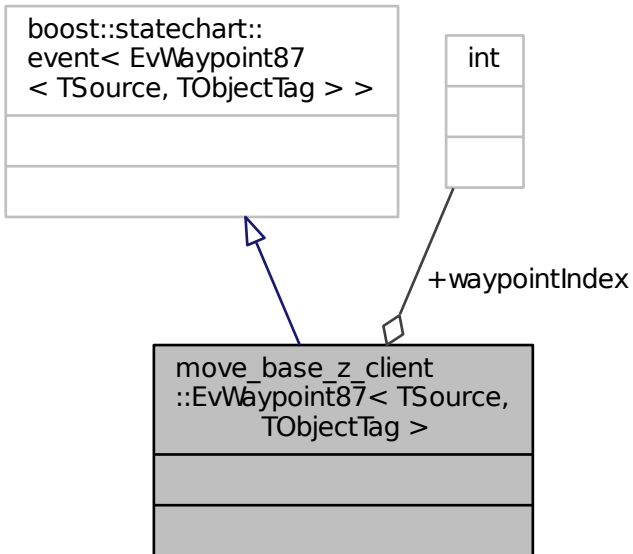 boost::statechart::
event< EvWaypoint87
< TSource, TObjectTag > >
int
+waypointIndex
move_base_z_client
::EvWaypoint87< TSource,
TObjectTag >